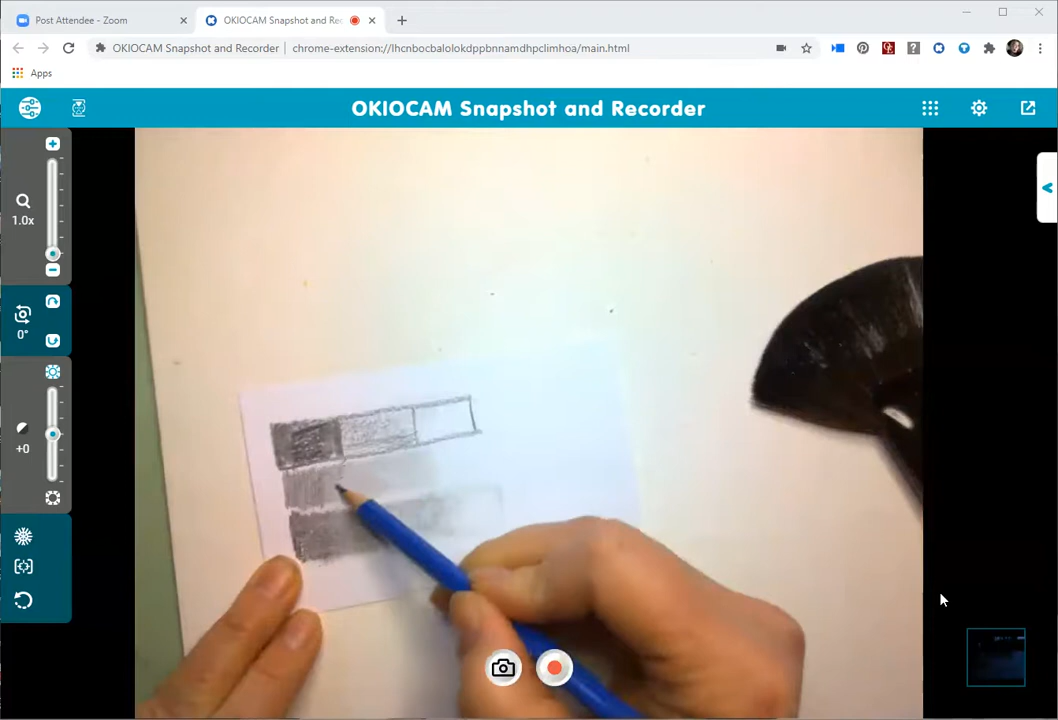 Post Attendee - Zoom
OKIOCAM Snapshot and Rec
OKIOCAM Snapshot and Recorder | chrome-extension://lhcnbocbalolokdppbnnamdhpclimhoa/main.html
Apps
OKIOCAM Snapshot and Recorder
1.0x
0°
+0